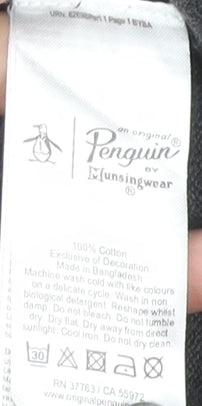 an original®
Penguin
BY
Munsingwear
®
100% Cotton
Exclusive of Decoration
Made in Bangladesh
Machine wash cold with like colours
on a delicate cycle. Wash in non
biological detergent. Reshape whilst
damp. Do not bleach. Do not tumble
dry. Dry flat. Dry away from direct
sunlight. Cool iron. Do not dry clean.
30
RN 37763 / CA 55972
www.originalpenguin